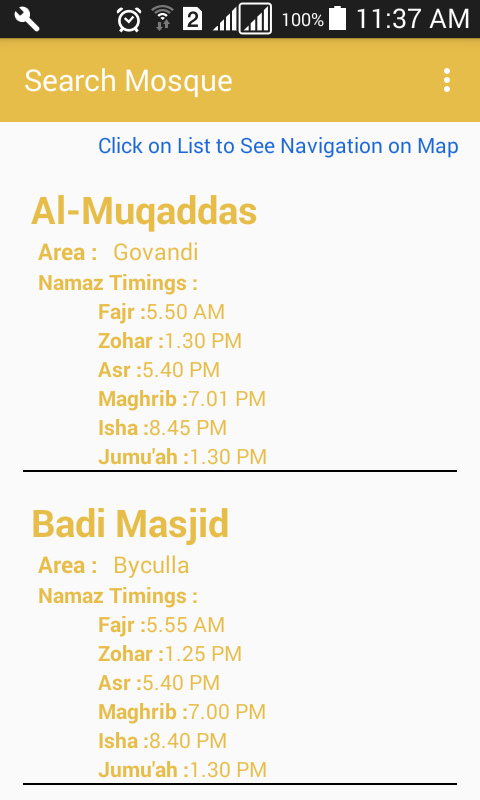 2 100% 11:37 AM
Search Mosque
Click on List to See Navigation on Map
Al-Muqaddas
Area : Govandi
Namaz Timings :
Fajr :5.50 AM
Zohar :1.30 PM
Asr :5.40 PM
Maghrib :7.01 PM
Isha :8.45 PM
Jumu'ah :1.30 PM
Badi Masjid
Area : Byculla
Namaz Timings :
Fajr :5.55 AM
Zohar :1.25 PM
Asr :5.40 PM
Maghrib :7.00 PM
Isha :8.40 PM
Jumu'ah :1.30 PM